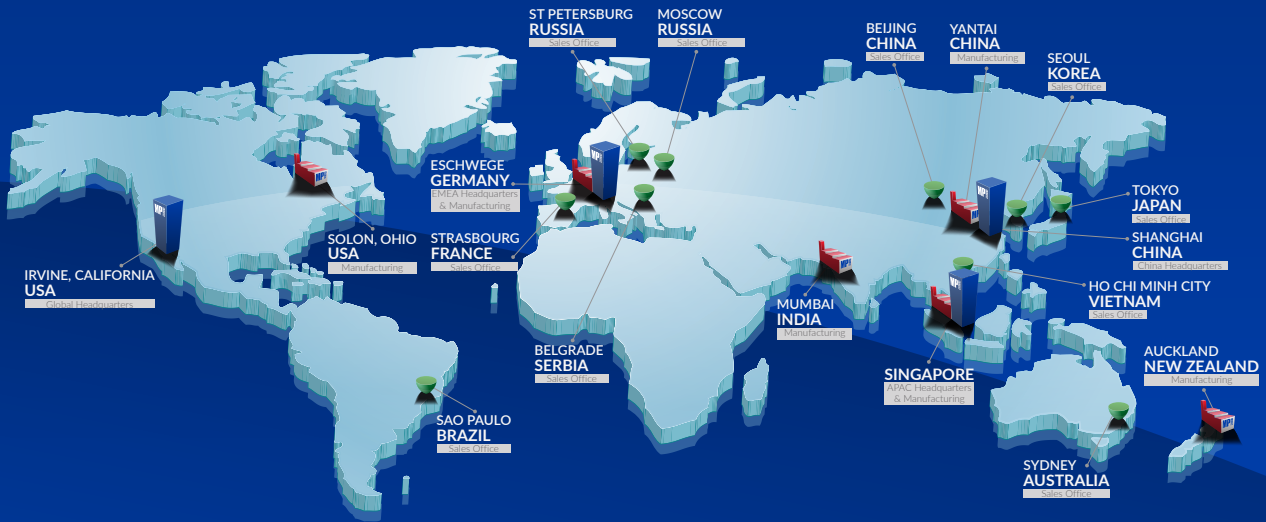 ST PETERSBURG
RUSSIA
Sales Office
MOSCOW
RUSSIA
Sales Office
BEIJING
CHINA
Sales Office
YANTAI
CHINA
Manufacturing
SEOUL
KOREA
Sales Office
ESCHWEGE
GERMANY
EMEA Headquarters
& Manufacturing
TOKYO
JAPAN
Sales Office
SOLON, OHIO
USA
Manufacturing
STRASBOURG
FRANCE
Sales Office
SHANGHAI
CHINA
China Headquarters
IRVINE, CALIFORNIA
USA
Global Headquarters
MUMBAI
INDIA
Manufacturing
HO CHI MINH CITY
VIETNAM
Sales Office
BELGRADE
SERBIA
Sales Office
SINGAPORE
APAC Headquarters
& Manufacturing
AUCKLAND
NEW ZEALAND
Manufacturing
SAO PAULO
BRAZIL
Sales Office
SYDNEY
AUSTRALIA
Sales Office